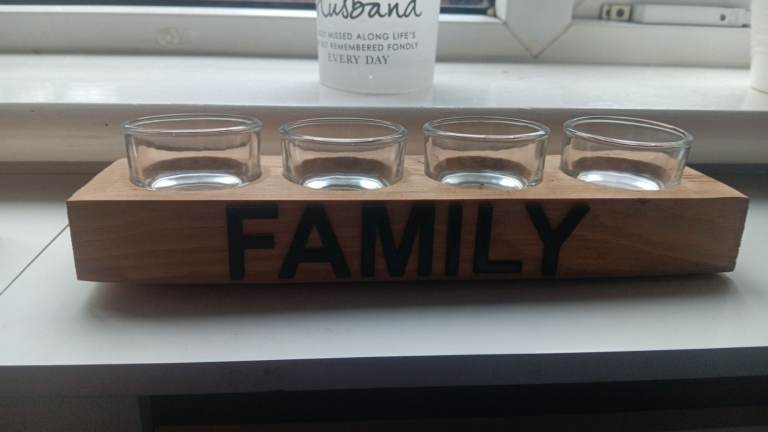 Husband
MISSED ALONG LIFE'S
REMEMBERED FONDLY
EVERY DAY
FAMILY